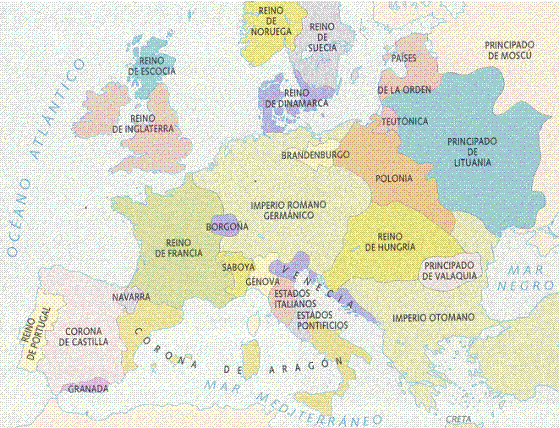 REINO
DE
NORUEGA
REINO
DE
SUECIA
PRINCIPADO
DE MOSCÚ
REINO
DE ESCOCIA
PAÍSES
DE LA ORDEN
TEUTÓNICA
REINO
DE DINAMARCA
REINO
DE INGLATERRA
OCÉANO ATLÁNTICO
PRINCIPADO
DE
LITUANIA
BRANDENBURGO
POLONIA
IMPERIO ROMANO
GERMÁNICO
BORGOÑA
REINO
DE FRANCIA
REINO
DE HUNGRÍA
SABOYA
GÉNOVA
VENECIA
PRINCIPADO
DE VALAQUIA
MAR
NEGRO
NAVARRA
ESTADOS
ITALIANOS
ESTADOS
PONTIFICIOS
IMPERIO OTOMANO
REINO
DE PORTUGAL
CORONA
DE CASTILLA
CORONA DE ARAGÓN
GRANADA
MAR MEDITERRÁNEO
CRETA